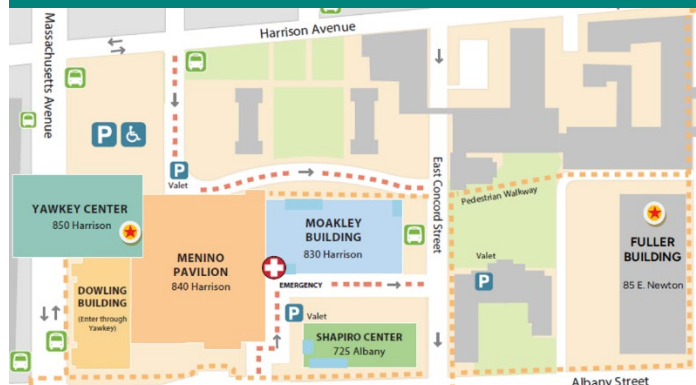 Harrison Avenue
Massachusetts Avenue
P
P
Valet
East Concord Street
Pedestrian Walkway
YAWKEY CENTER
850 Harrison
MOAKLEY
BUILDING
830 Harrison
FULLER
BUILDING
85 E. Newton
MENINO
PAVILION
840 Harrison
Valet
P
DOWLING
BUILDING
(Enter through
Yawkey)
EMERGENCY
P
Valet
SHAPIRO CENTER
725 Albany
Albany Street